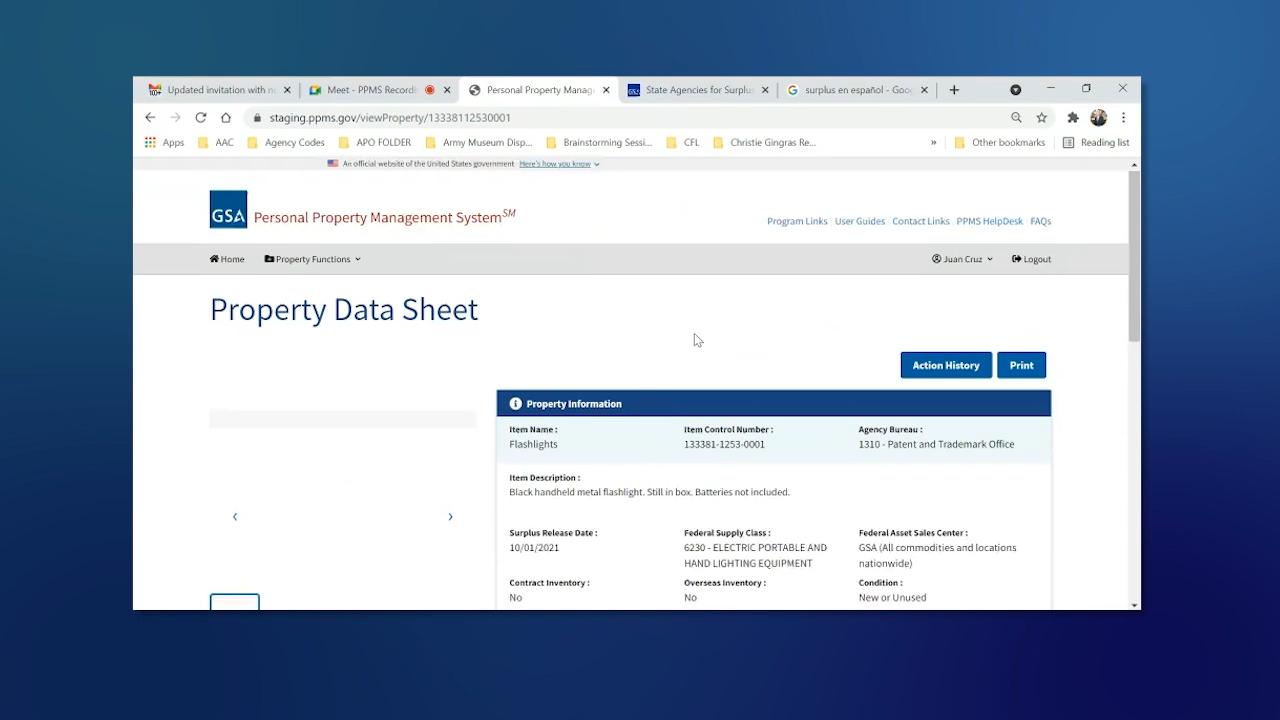 Updated invitation with no
Meet - PPMS Recordi
Personal Property Manag
State Agencies for Surplus
surplus en español - Goog
staging.ppms.gov/viewProperty/13338112530001
Apps
AAC
Agency Codes
APO FOLDER
Army Museum Disp...
Brainstorming Sessi...
CFL
Christie Gingras Re...
»
Other bookmarks
Reading list
An official website of the United States government Here's how you know
GSA Personal Property Management System SM
Program Links User Guides Contact Links PPMS HelpDesk FAQs
Home
Property Functions
Juan Cruz
Logout
Property Data Sheet
Action History
Print
Property Information
Item Name :
Flashlights
Item Control Number :
133381-1253-0001
Agency Bureau :
1310 - Patent and Trademark Office
Item Description :
Black handheld metal flashlight. Still in box. Batteries not included.
Surplus Release Date :
10/01/2021
Federal Supply Class :
6230 - ELECTRIC PORTABLE AND
HAND LIGHTING EQUIPMENT
Federal Asset Sales Center :
GSA (All commodities and locations
nationwide)
Contract Inventory :
No
Overseas Inventory :
No
Condition :
New or Unused